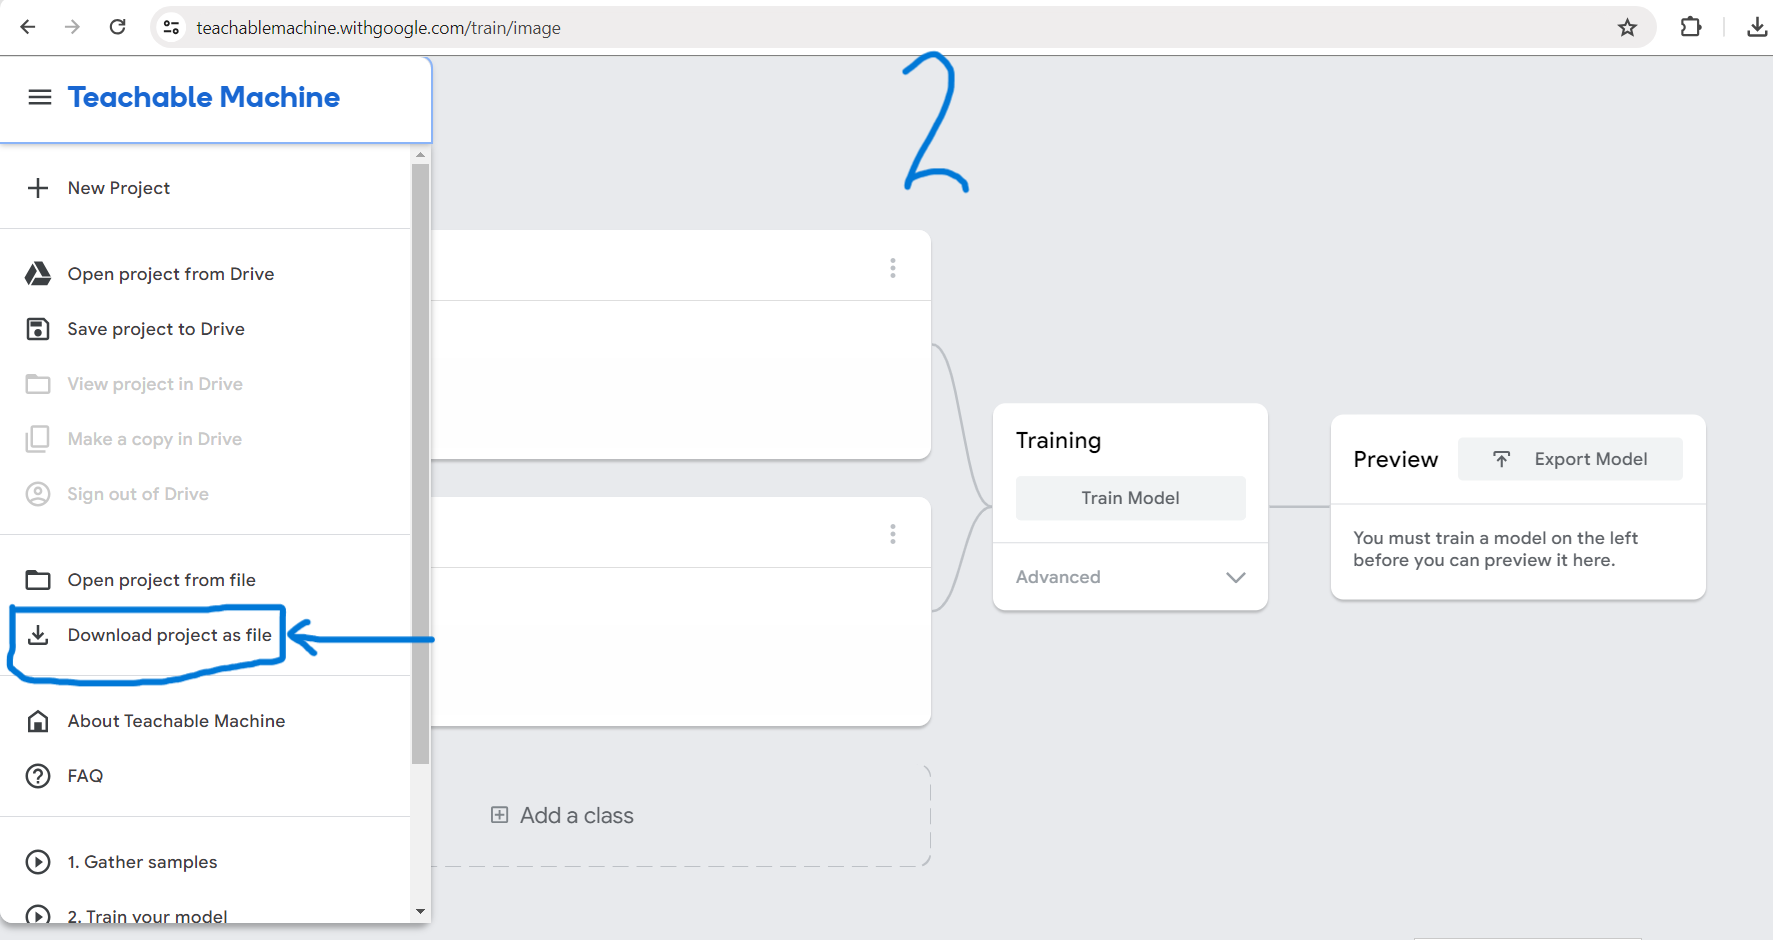 teachablemachine.withgoogle.com/train/image
2
Teachable Machine
New Project
Open project from Drive
Save project to Drive
View project in Drive
Make a copy in Drive
Sign out of Drive
Open project from file
Download project as file
About Teachable Machine
FAQ
1. Gather samples
2. Train your model
Add a class
Training
Train Model
Advanced
Preview
Export Model
You must train a model on the left
before you can preview it here.